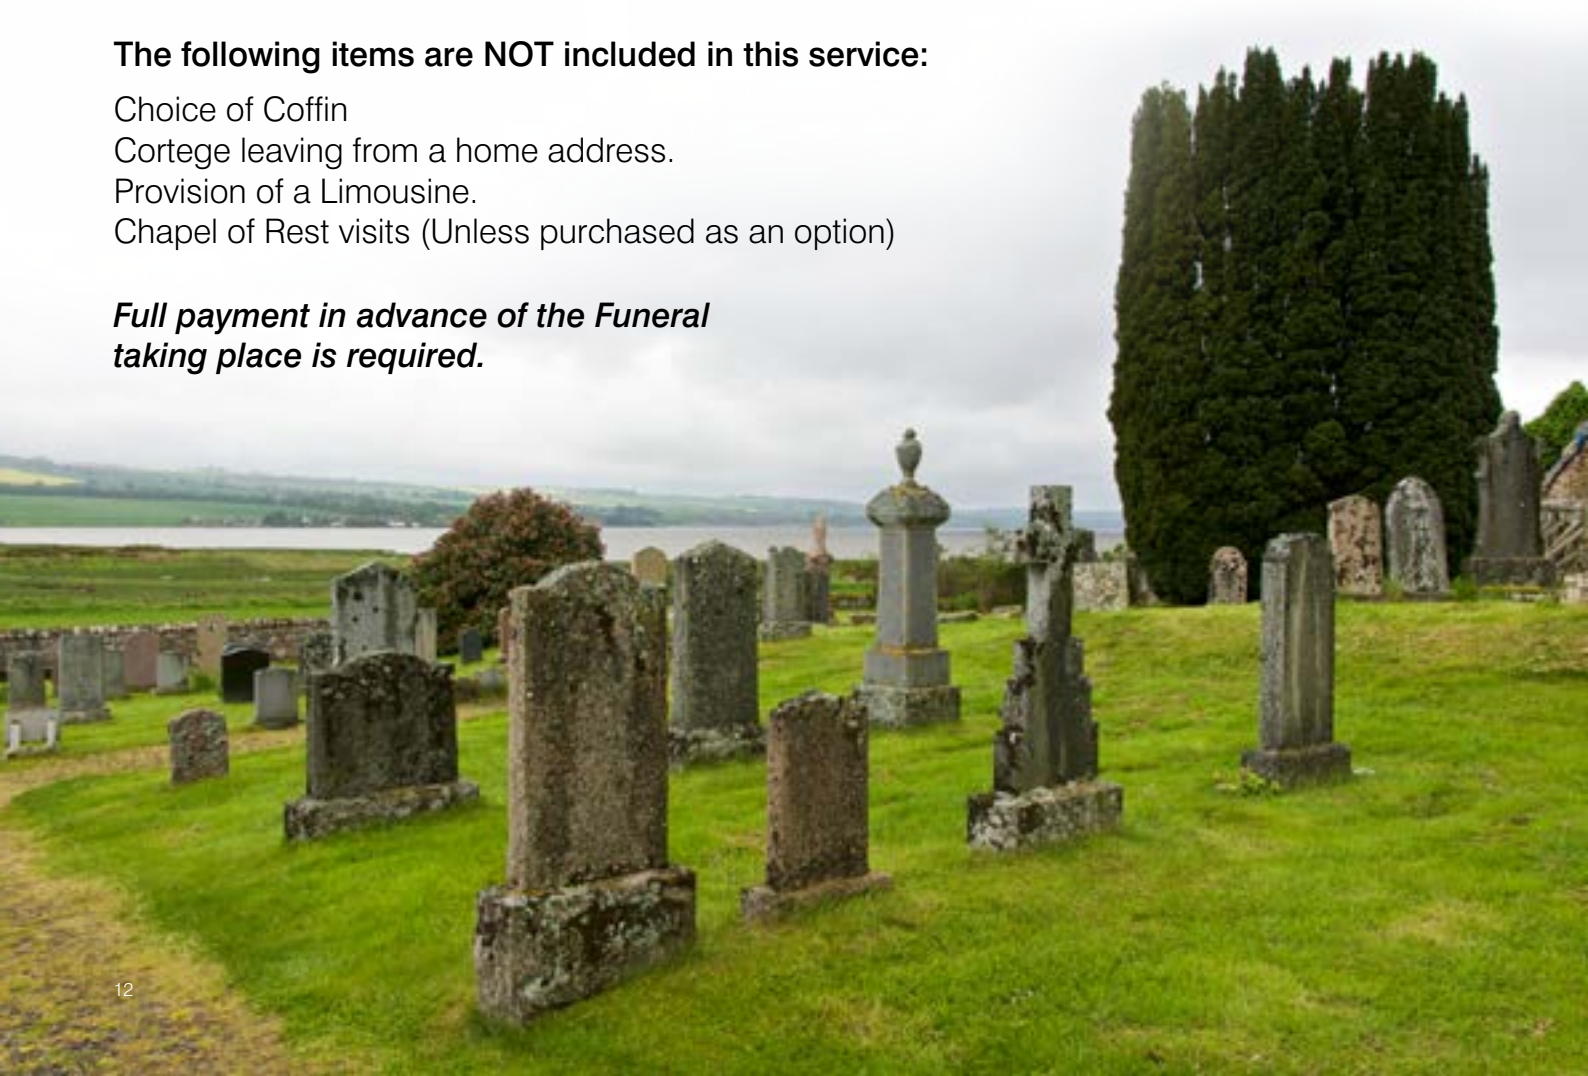 The following items are NOT included in this service:
Choice of Coffin
Cortege leaving from a home address.
Provision of a Limousine.
Chapel of Rest visits (Unless purchased as an option)
Full payment in advance of the Funeral
taking place is required.
12